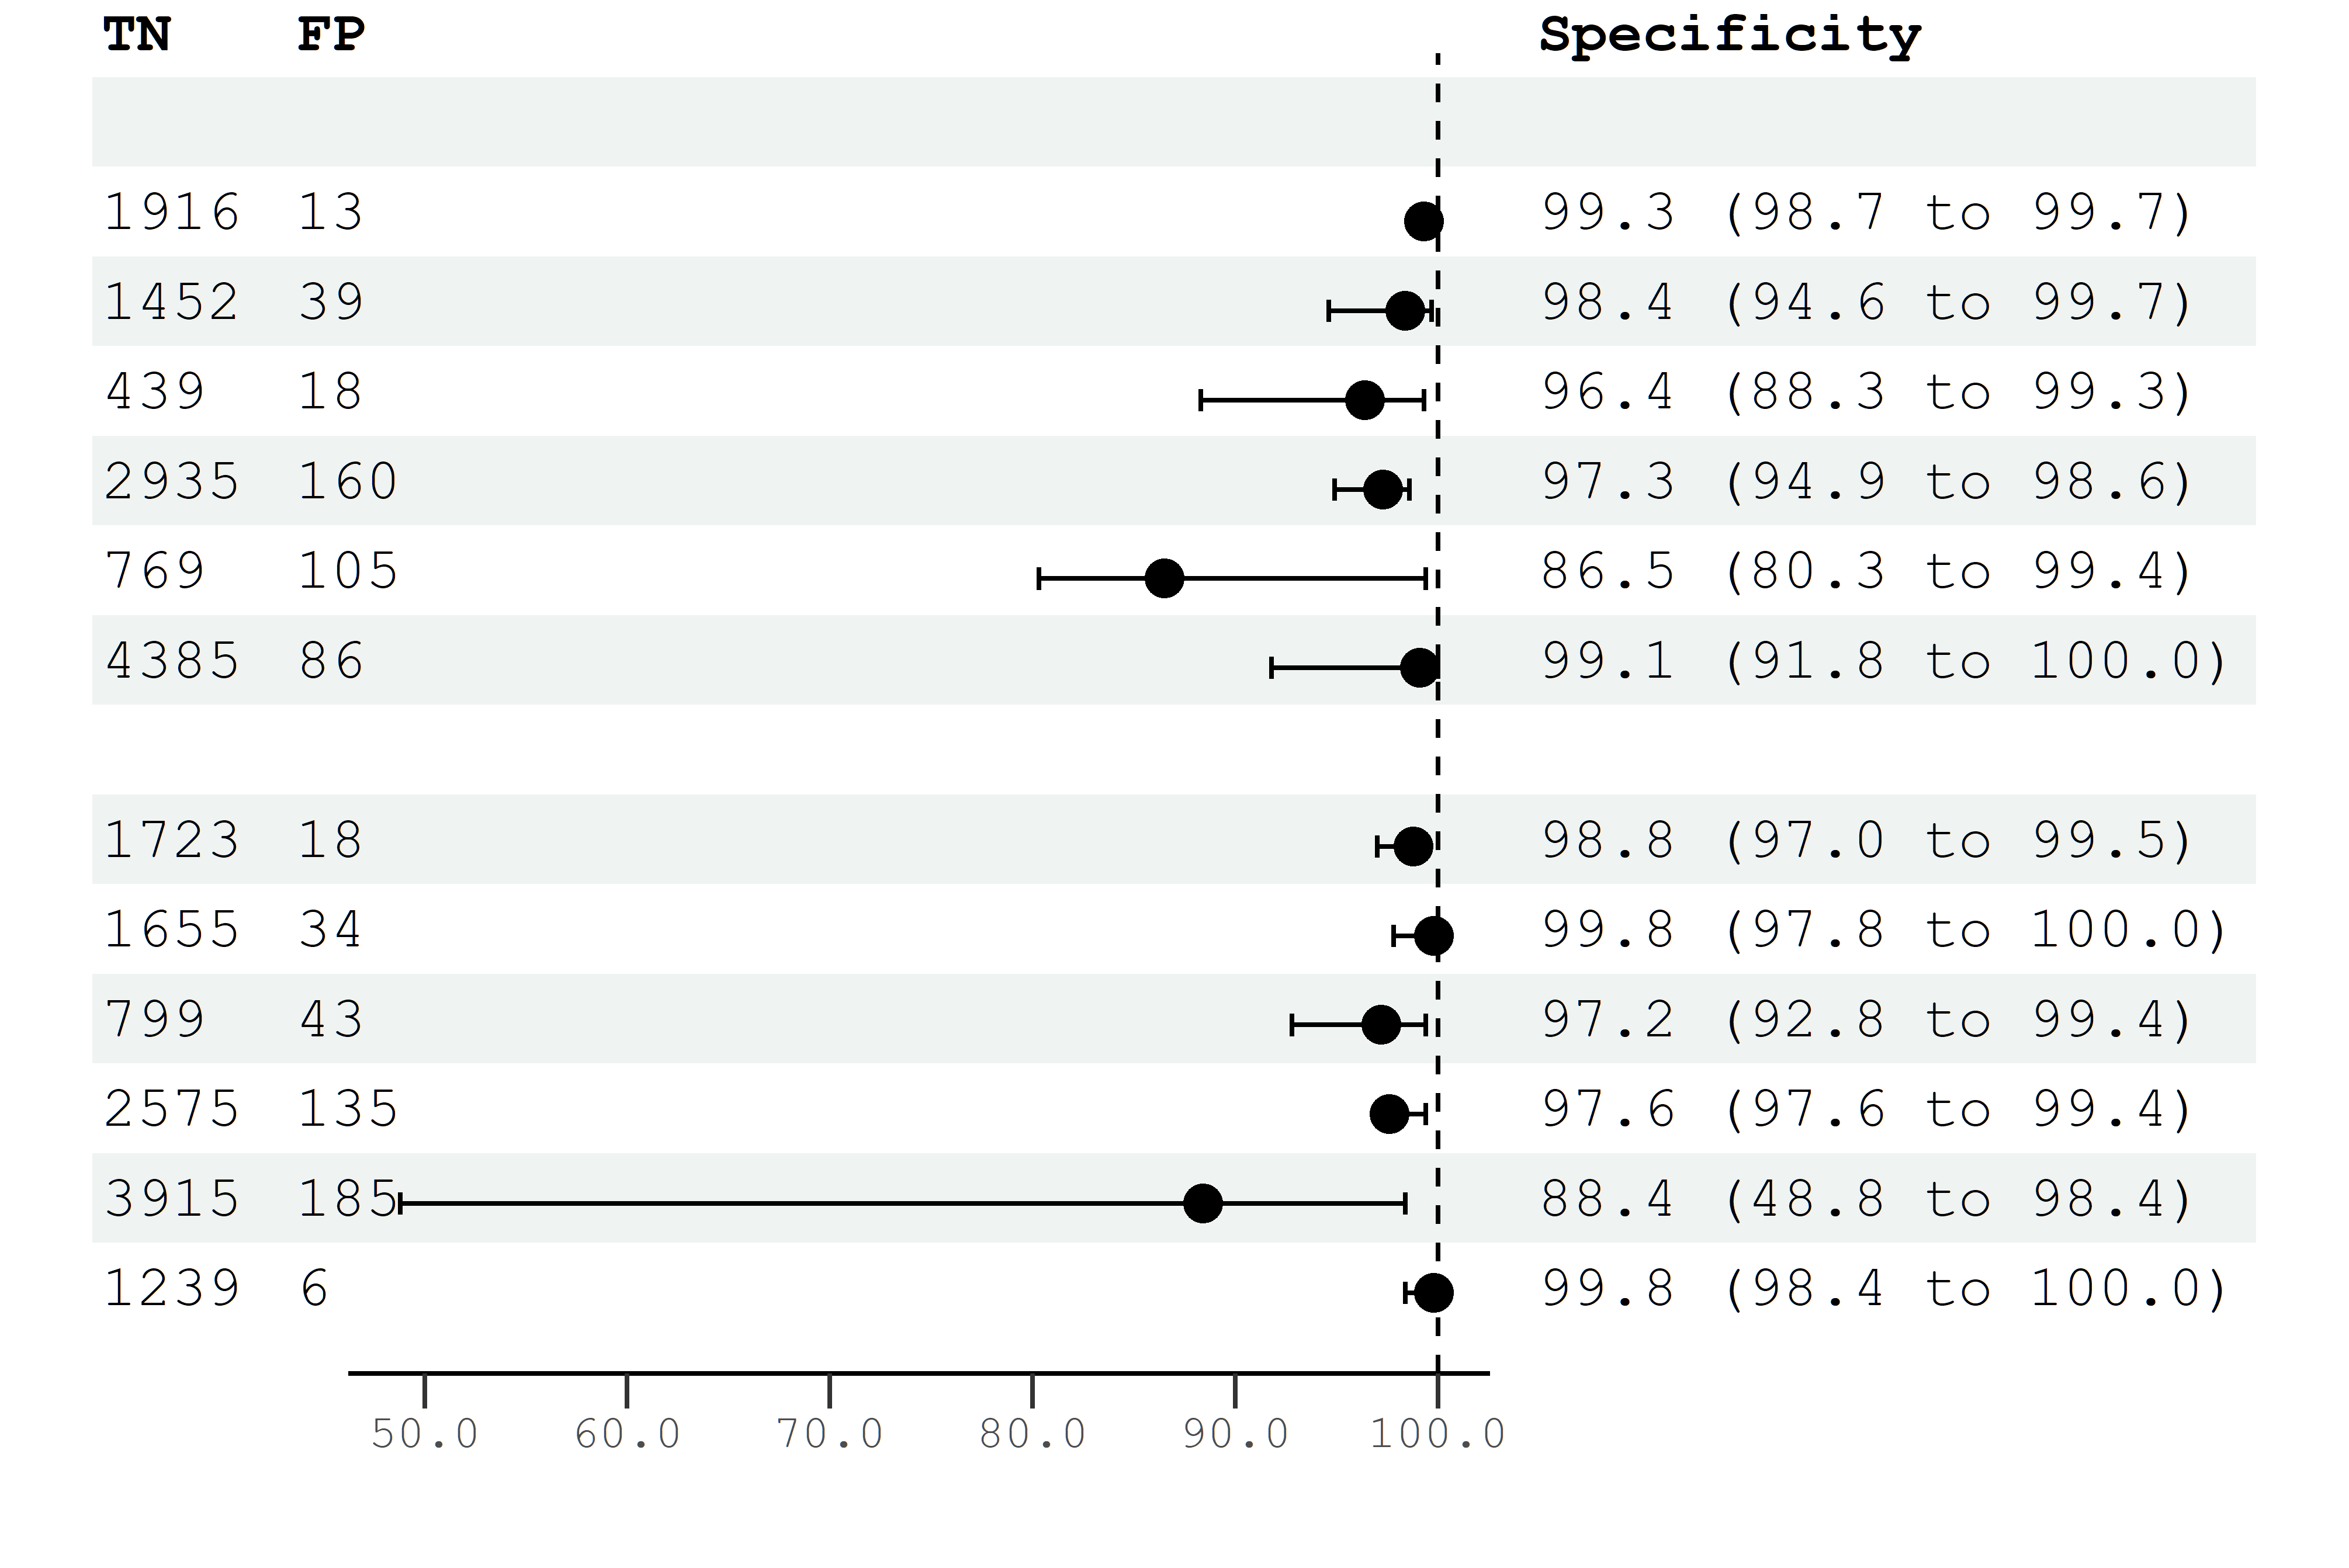 TN FP Specificity
1916 13 99.3 (98.7 to 99.7)
1452 39 98.4 (94.6 to 99.7)
439 18 96.4 (88.3 to 99.3)
2935 160 97.3 (94.9 to 98.6)
769 105 86.5 (80.3 to 99.4)
4385 86 99.1 (91.8 to 100.0)
1723 18 98.8 (97.0 to 99.5)
1655 34 99.8 (97.8 to 100.0)
799 43 97.2 (92.8 to 99.4)
2575 135 97.6 (97.6 to 99.4)
3915 185 88.4 (48.8 to 98.4)
1239 6 99.8 (98.4 to 100.0)
50.0 60.0 70.0 80.0 90.0 100.0